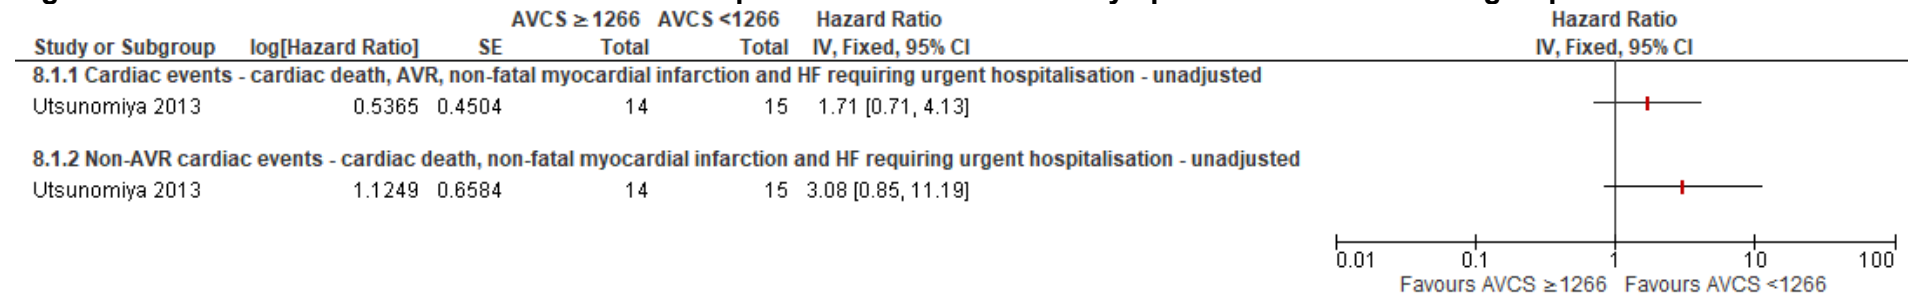 AVCS ≥1266 AVCS <1266 Hazard Ratio Hazard Ratio
Study or Subgroup log[Hazard Ratio] SE Total Total IV, Fixed, 95% CI IV, Fixed, 95% CI
8.1.1 Cardiac events - cardiac death, AVR, non-fatal myocardial infarction and HF requiring urgent hospitalisation - unadjusted
Utsunomiya 2013 0.5365 0.4504 14 15 1.71 [0.71, 4.13]
8.1.2 Non-AVR cardiac events - cardiac death, non-fatal myocardial infarction and HF requiring urgent hospitalisation - unadjusted
Utsunomiya 2013 1.1249 0.6584 14 15 3.08 [0.85, 11.19]
0.01 0.1 1 10 100
Favours AVCS ≥1266 Favours AVCS <1266